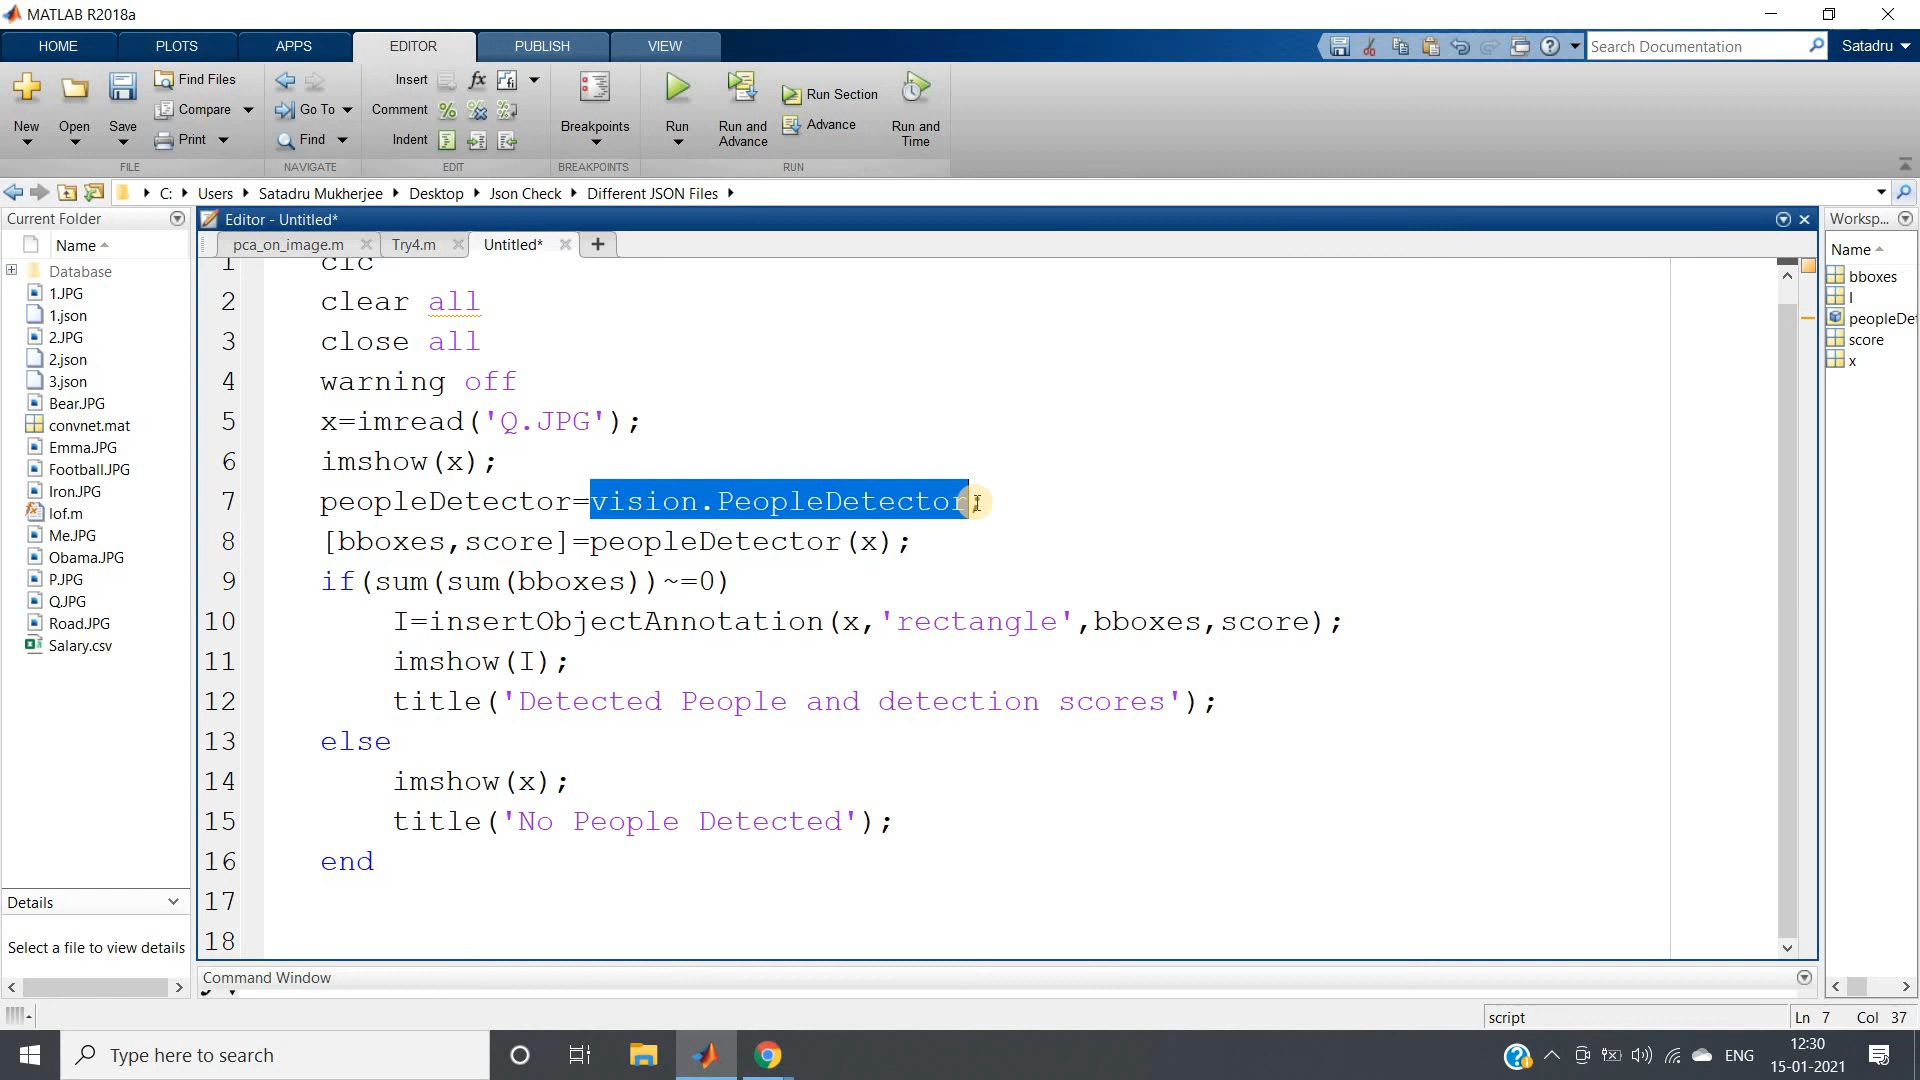 MATLAB R2018a
HOME PLOTS APPS EDITOR PUBLISH VIEW
Search Documentation
Satadru
New
Open
Save
Find Files
Compare
Print
FILE
Go To
Find
NAVIGATE
Insert
Comment
Indent
EDIT
Breakpoints
BREAKPOINTS
Run
Run and Advance
Run Section
Advance
Run and Time
RUN
C: Users Satadru Mukherjee Desktop Json Check Different JSON Files
Current Folder
Name
Database
1.JPG
1.json
2.JPG
2.json
3.json
Bear.JPG
convnet.mat
Emma.JPG
Football.JPG
Iron.JPG
lof.m
Me.JPG
Obama.JPG
P.JPG
Q.JPG
Road.JPG
Salary.csv
Details
Select a file to view details
Editor - Untitled*
pca_on_image.m Try4.m Untitled*
1 clc
2 clear all
3 close all
4 warning off
5 x=imread('Q.JPG');
6 imshow(x);
7 peopleDetector=vision.PeopleDetector;
8 [bboxes,score]=peopleDetector(x);
9 if(sum(sum(bboxes))~=0)
10 I=insertObjectAnnotation(x,'rectangle',bboxes,score);
11 imshow(I);
12 title('Detected People and detection scores');
13 else
14 imshow(x);
15 title('No People Detected');
16 end
17
18
Command Window
Worksp...
Name
bboxes
I
peopleDet
score
x
script
Ln 7 Col 37
Type here to search
ENG
12:30
15-01-2021